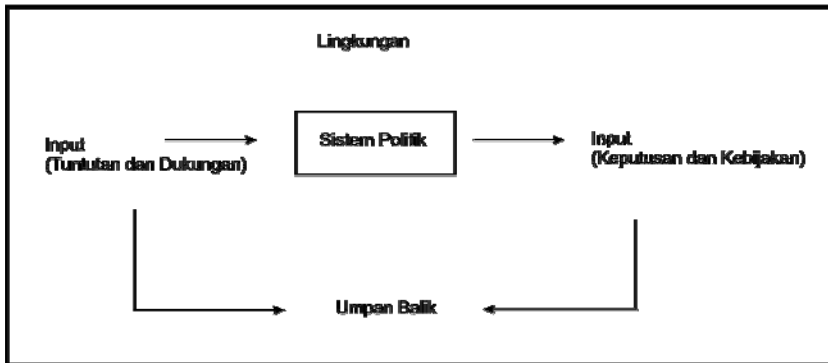 Lingkungan
Input
(Tuntutan dan Dukungan)
Sistem Politik
Input
(Keputusan dan Kebijakan)
Umpan Balik